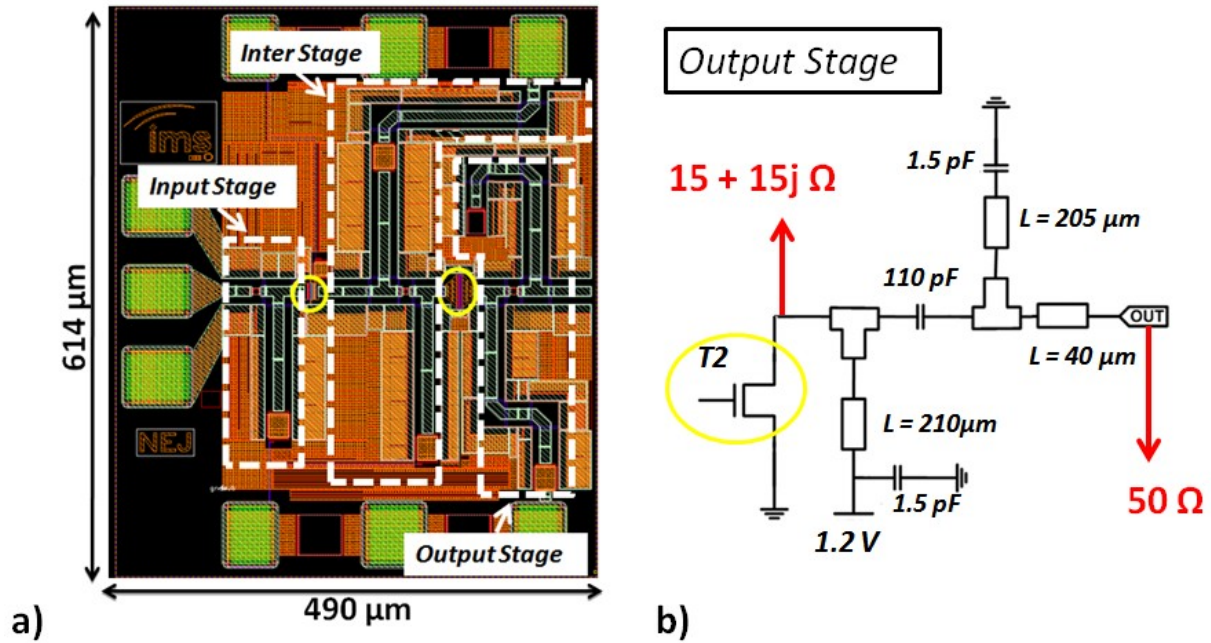 a)
Inter Stage
ims
Input Stage
NEJ
Output Stage
614 µm
490 µm
b)
Output Stage
15 + 15j Ω
1.5 pF
L = 205 µm
110 pF
OUT
L = 40 µm
T2
L = 210µm
1.5 pF
1.2 V
50 Ω